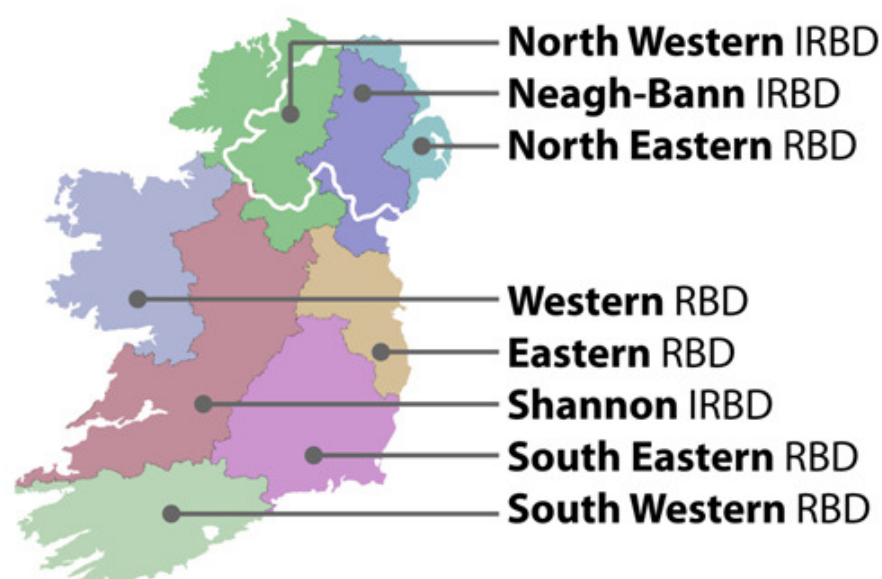 North Western IRBD
Neagh-Bann IRBD
North Eastern RBD
Western RBD
Eastern RBD
Shannon IRBD
South Eastern RBD
South Western RBD